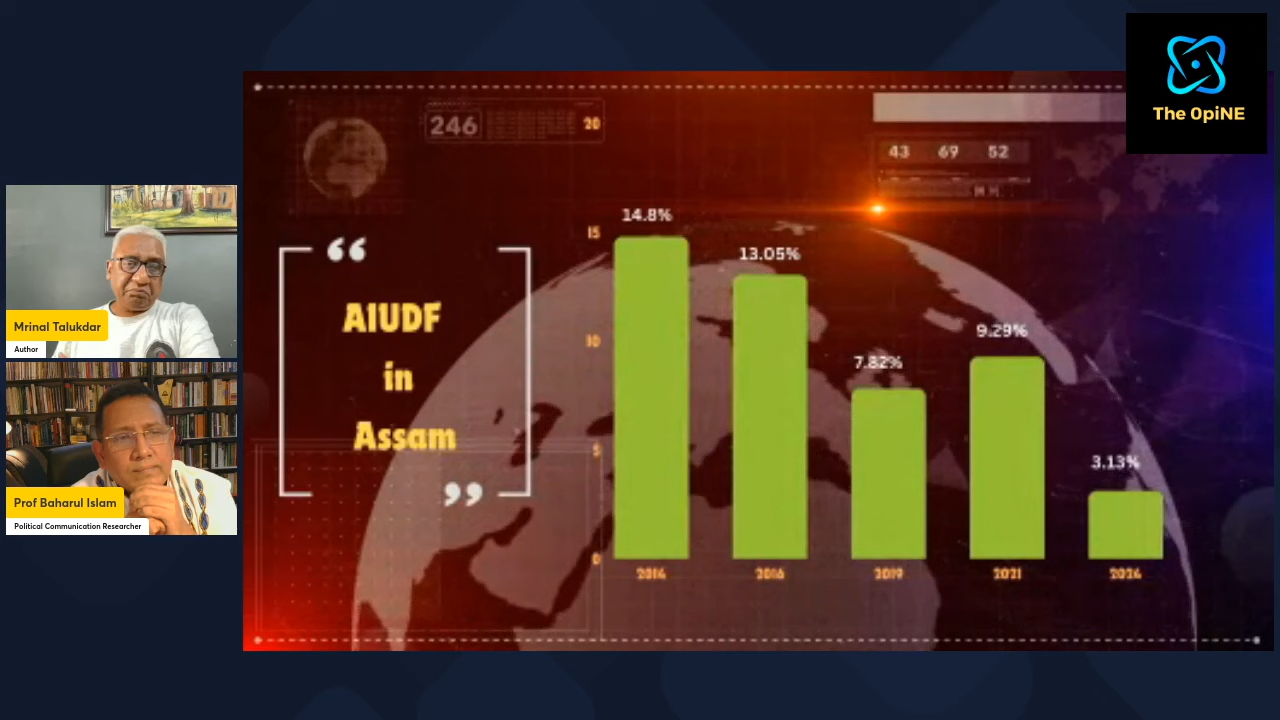 The OpiNE
246
20
43 69 52
14.8%
15
13.05%
“
AIUDF
in
Assam
”
10
9.29%
7.82%
5
3.13%
0
2014
2016
2019
2021
2024
Mrinal Talukdar
Author
Prof Baharul Islam
Political Communication Researcher